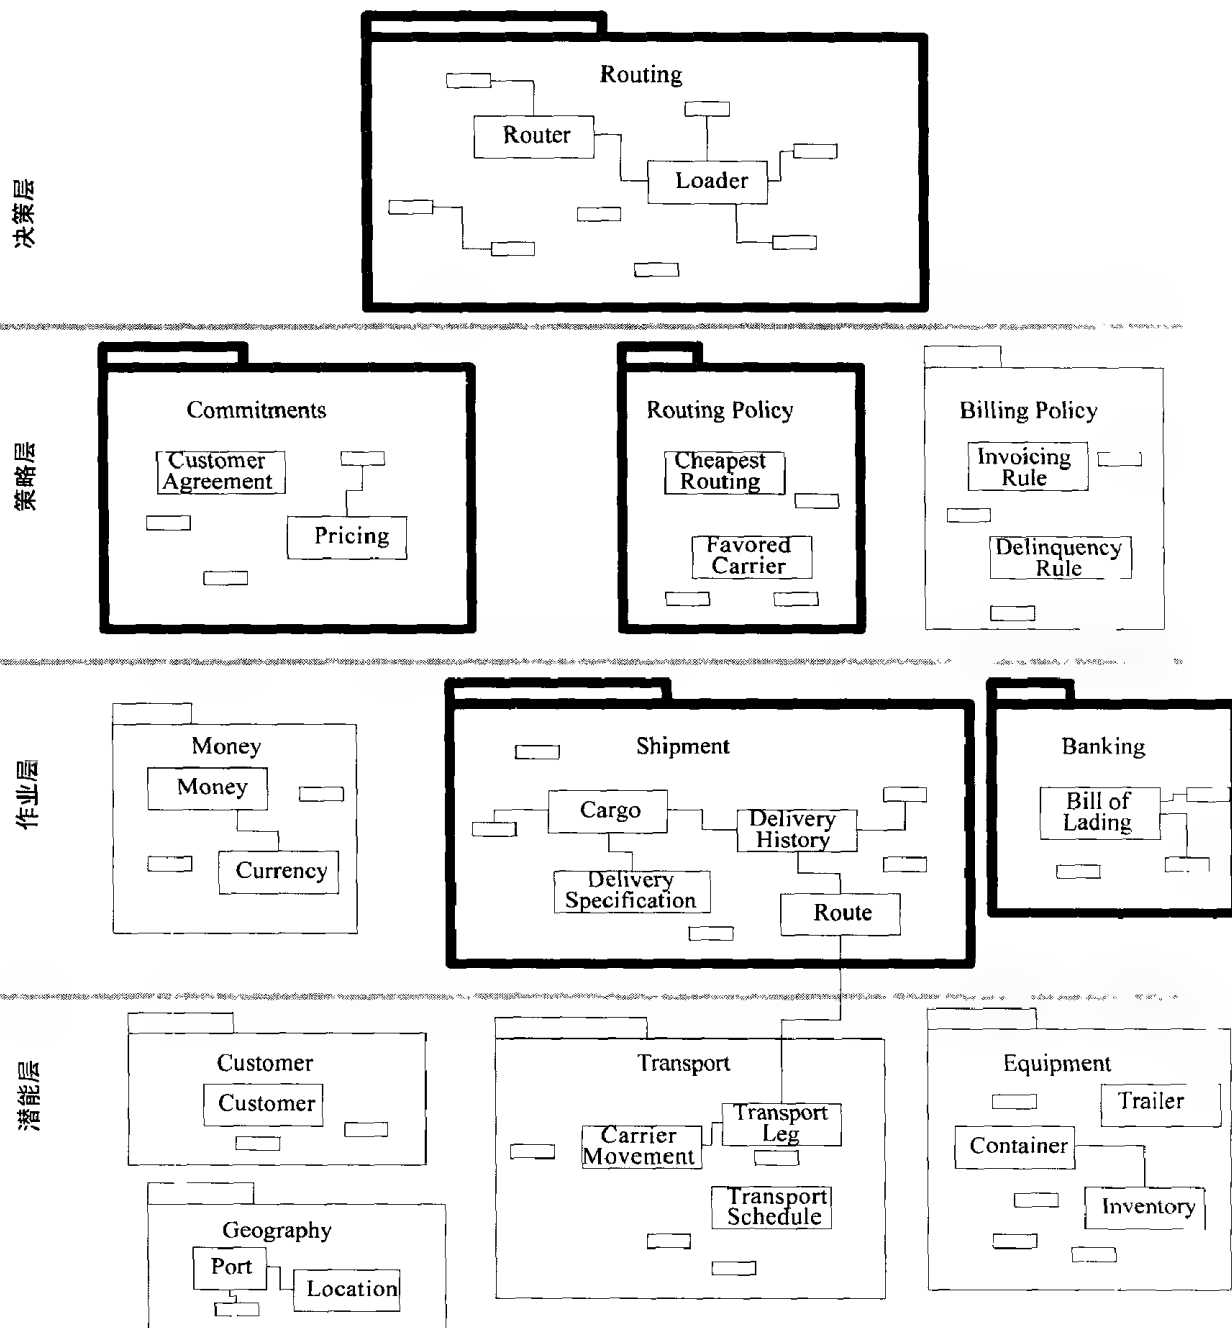 决策层
Routing
Router
Loader
策略层
Commitments
Customer
Agreement
Pricing
Routing Policy
Cheapest
Routing
Favored
Carrier
Billing Policy
Invoicing
Rule
Delinquency
Rule
作业层
Money
Money
Currency
Shipment
Cargo
Delivery
History
Delivery
Specification
Route
Banking
Bill of
Lading
潜能层
Customer
Customer
Geography
Port
Location
Transport
Transport
Leg
Carrier
Movement
Transport
Schedule
Equipment
Trailer
Container
Inventory